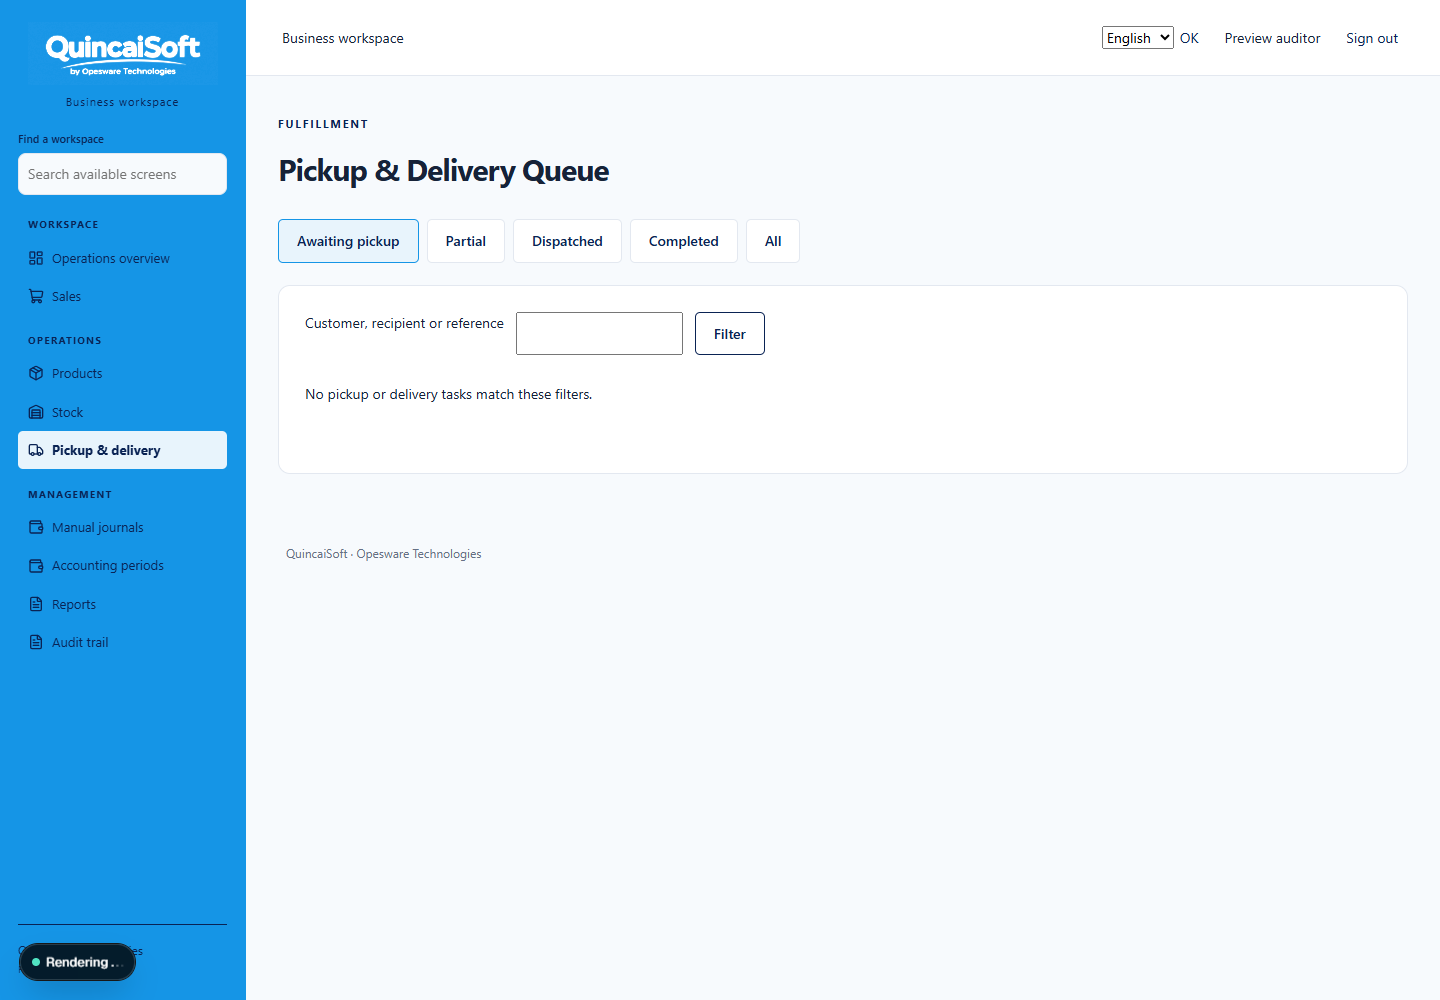 QuincaiSoft
by Opesware Technologies
Business workspace
Find a workspace
Search available screens
WORKSPACE
Operations overview
Sales
OPERATIONS
Products
Stock
Pickup & delivery
MANAGEMENT
Manual journals
Accounting periods
Reports
Audit trail
Rendering ...
Business workspace
English OK Preview auditor Sign out
FULFILLMENT
Pickup & Delivery Queue
Awaiting pickup Partial Dispatched Completed All
Customer, recipient or reference Filter
No pickup or delivery tasks match these filters.
QuincaiSoft · Opesware Technologies